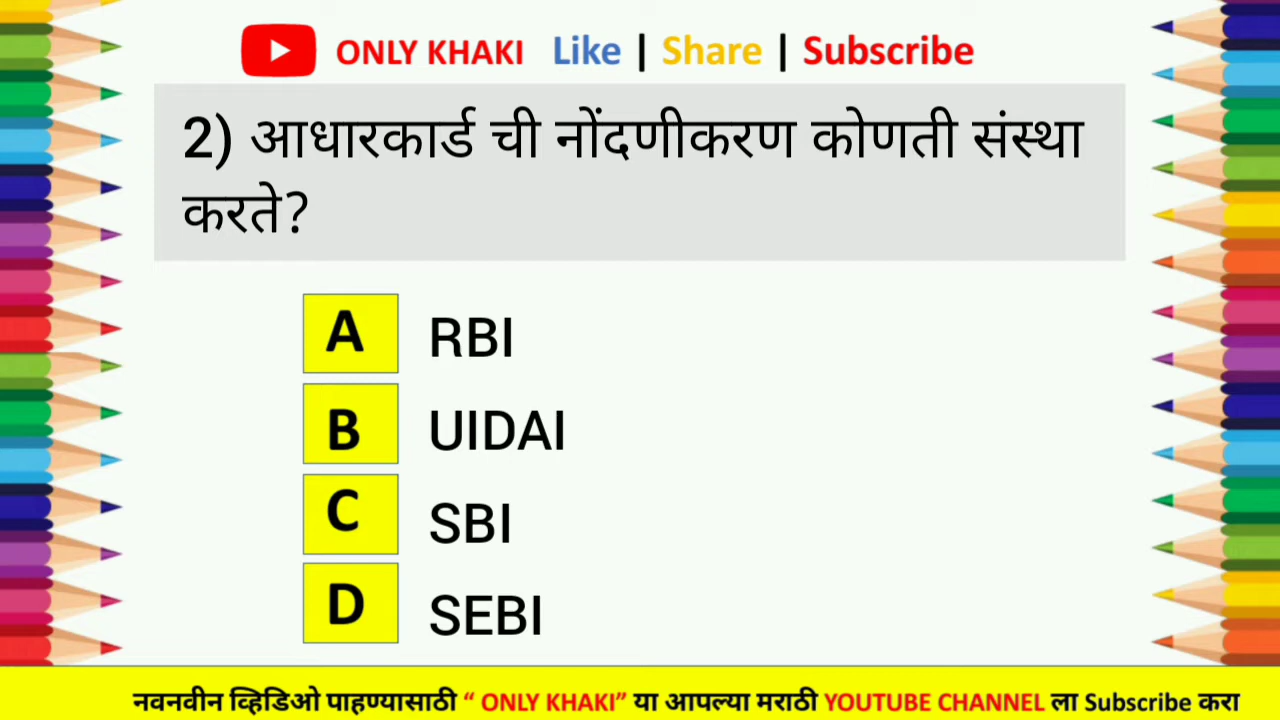 ONLY KHAKI Like | Share | Subscribe
2) आधारकार्ड ची नोंदणीकरण कोणती संस्था
करते?
A RBI
B UIDAI
C SBI
D SEBI
नवनवीन व्हिडिओ पाहण्यासाठी “ ONLY KHAKI” या आपल्या मराठी YOUTUBE CHANNEL ला Subscribe करा